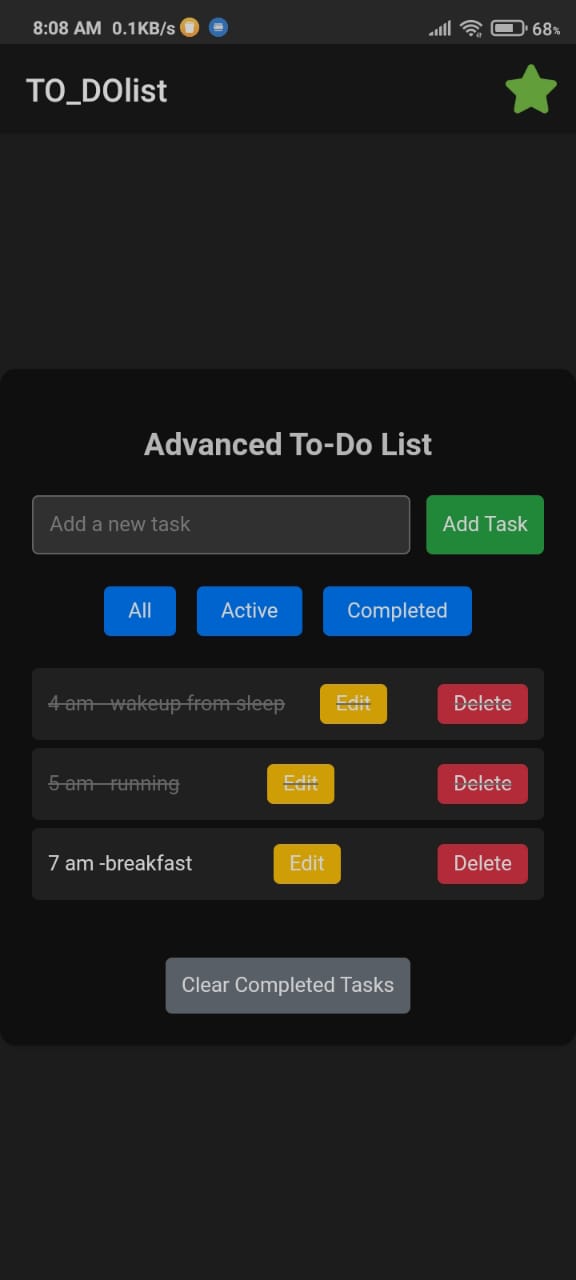 8:08 AM 0.1KB/s 68%
TO_DOlist
Advanced To-Do List
Add a new task Add Task
All Active Completed
4 am -wakeup from sleep Edit Delete
5 am -running Edit Delete
7 am -breakfast Edit Delete
Clear Completed Tasks